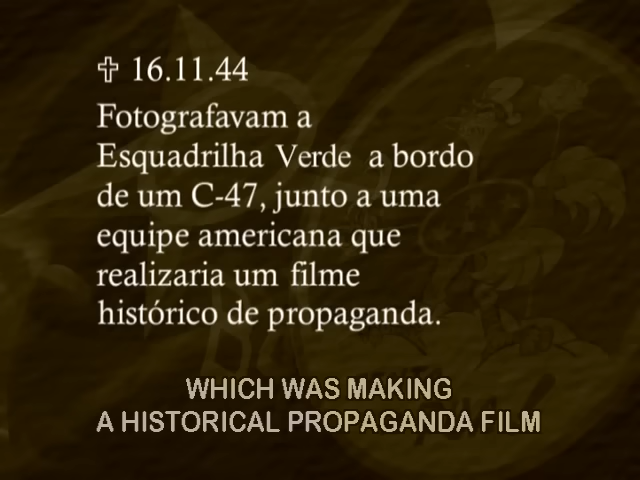 ✞ 16.11.44
Fotografavam a
Esquadrilha Verde a bordo
de um C-47, junto a uma
equipe americana que
realizaria um filme
histórico de propaganda.
WHICH WAS MAKING
A HISTORICAL PROPAGANDA FILM